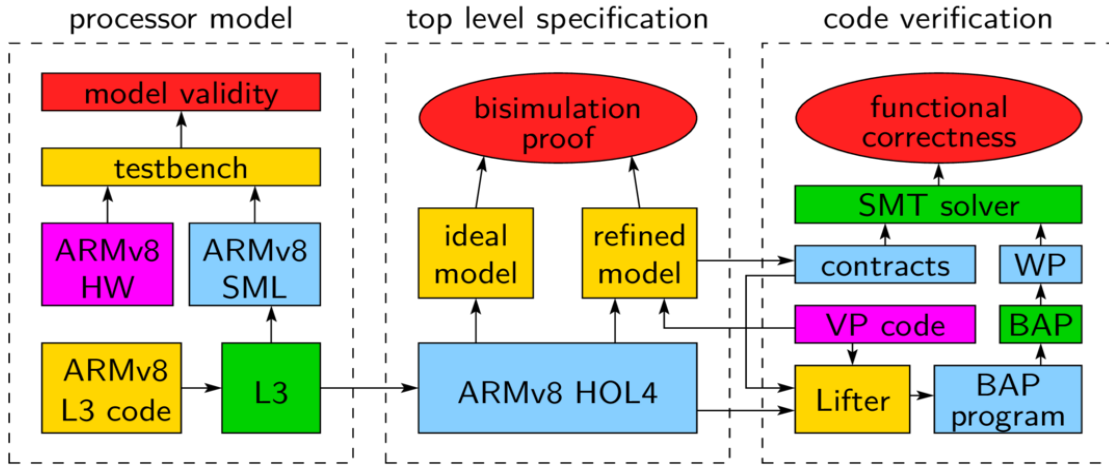 processor model
model validity
testbench
ARMv8
HW
ARMv8
SML
ARMv8
L3 code
L3
top level specification
bisimulation
proof
ideal
model
refined
model
ARMv8 HOL4
code verification
functional
correctness
SMT solver
contracts
WP
VP code
BAP
Lifter
BAP
program